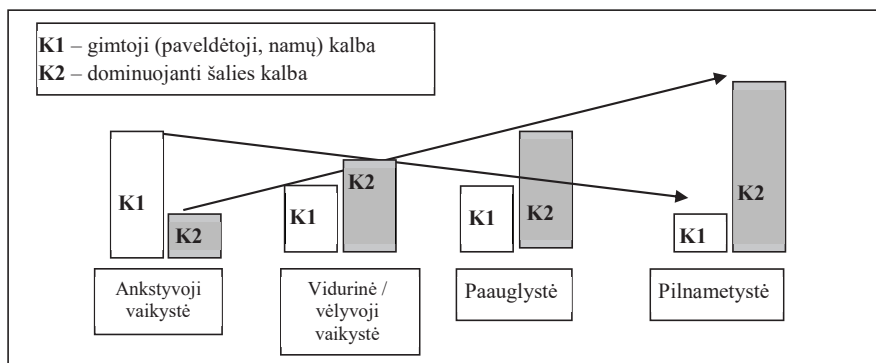 K1 – gimtoji (paveldėtoji, namų) kalba
K2 – dominuojanti šalies kalba
K1
K2
K1
K2
K1
K2
K1
K2
Ankstyvoji
vaikystė
Vidurinė /
vėlyvoji
vaikystė
Paauglystė
Pilnametystė